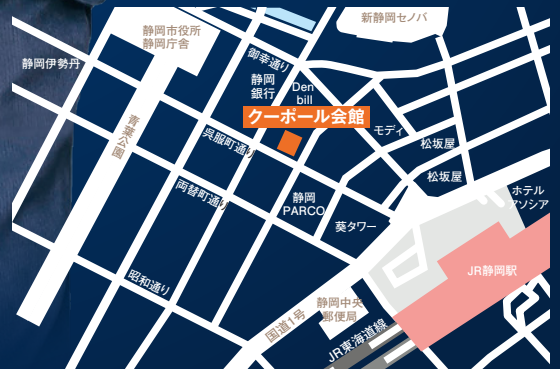 新静岡セノバ
静岡市役所
静岡庁舎
静岡伊勢丹
御幸通り
静岡
銀行
Den
bill
クーポール会館
青葉公園
呉服町通り
モディ
松坂屋
松坂屋
両替町通り
静岡
PARCO
ホテル
アソシア
葵タワー
昭和通り
JR静岡駅
静岡中央
郵便局
国道1号
JR東海道線